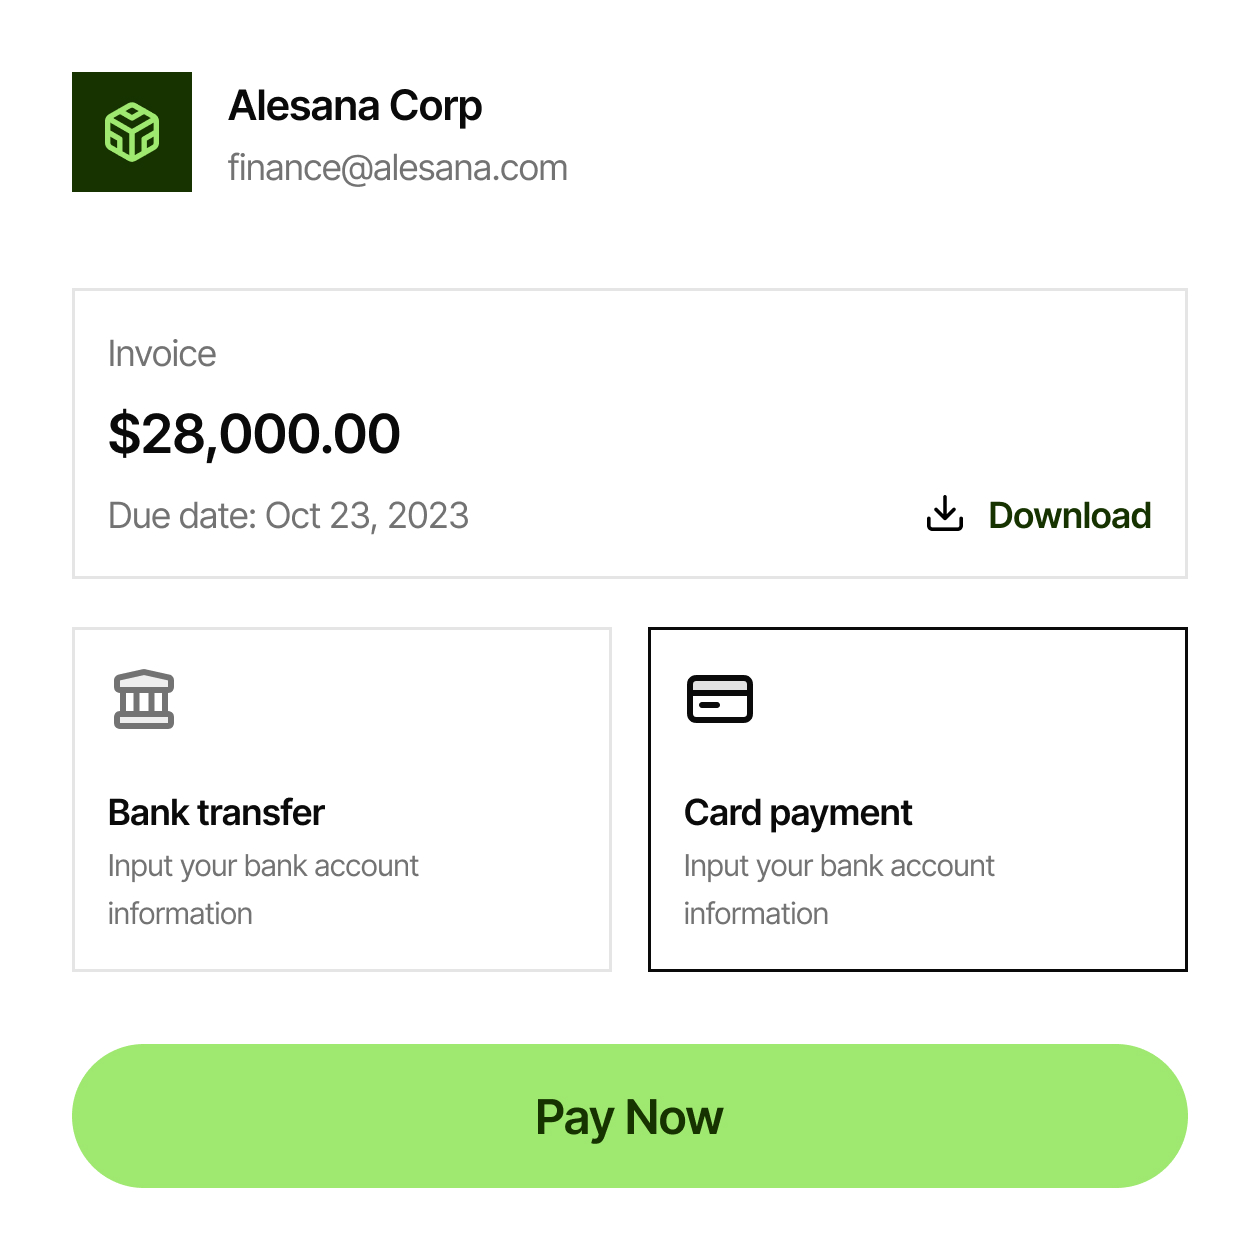 Alesana Corp
finance@alesana.com
Invoice
$28,000.00
Due date: Oct 23, 2023
Download
Bank transfer
Input your bank account
information
Card payment
Input your bank account
information
Pay Now